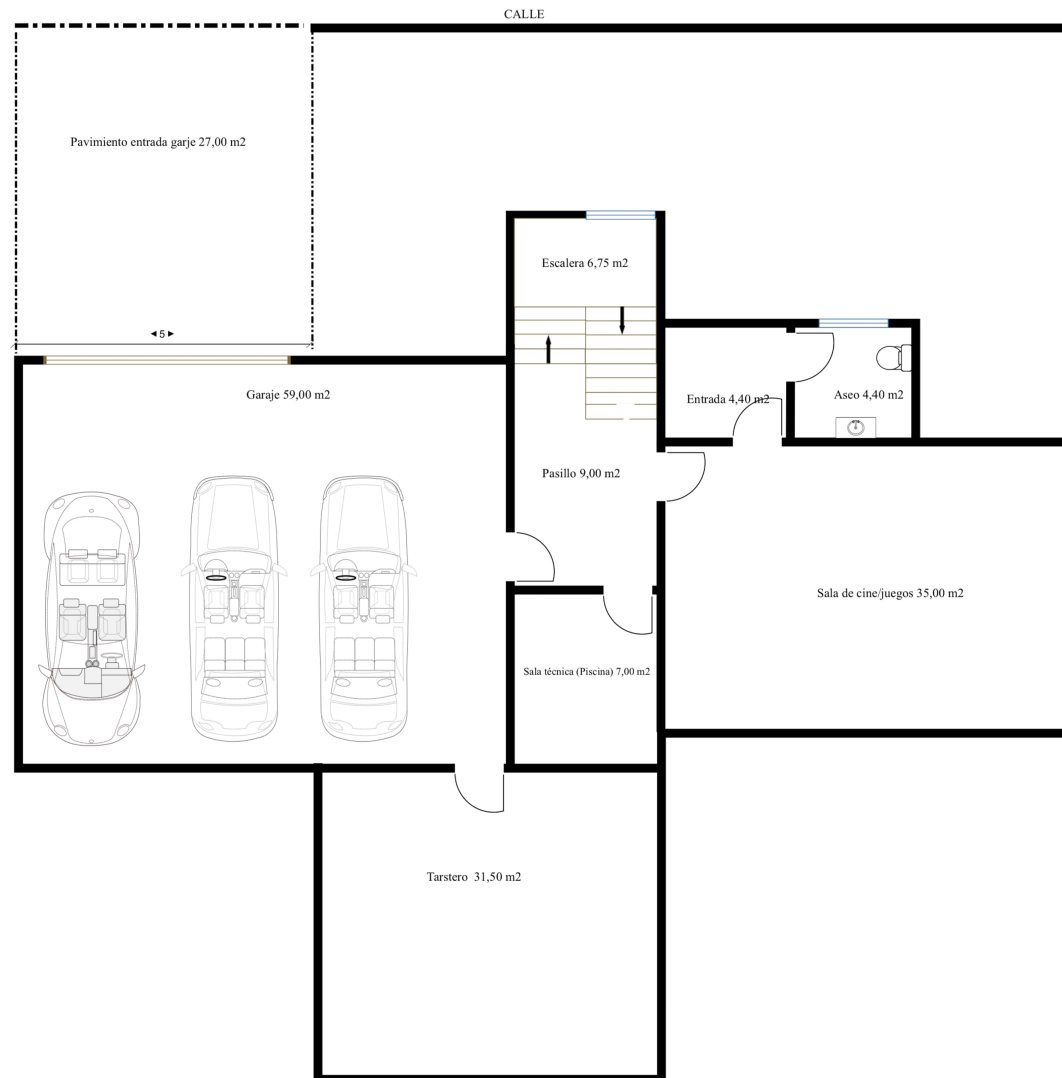 CALLE
Pavimiento entrada garje 27,00 m2
Escalera 6,75 m2
5
Garaje 59,00 m2
Entrada 4,40 m2
Aseo 4,40 m2
Pasillo 9,00 m2
Sala de cine/juegos 35,00 m2
Sala técnica (Piscina) 7,00 m2
Tarstero 31,50 m2